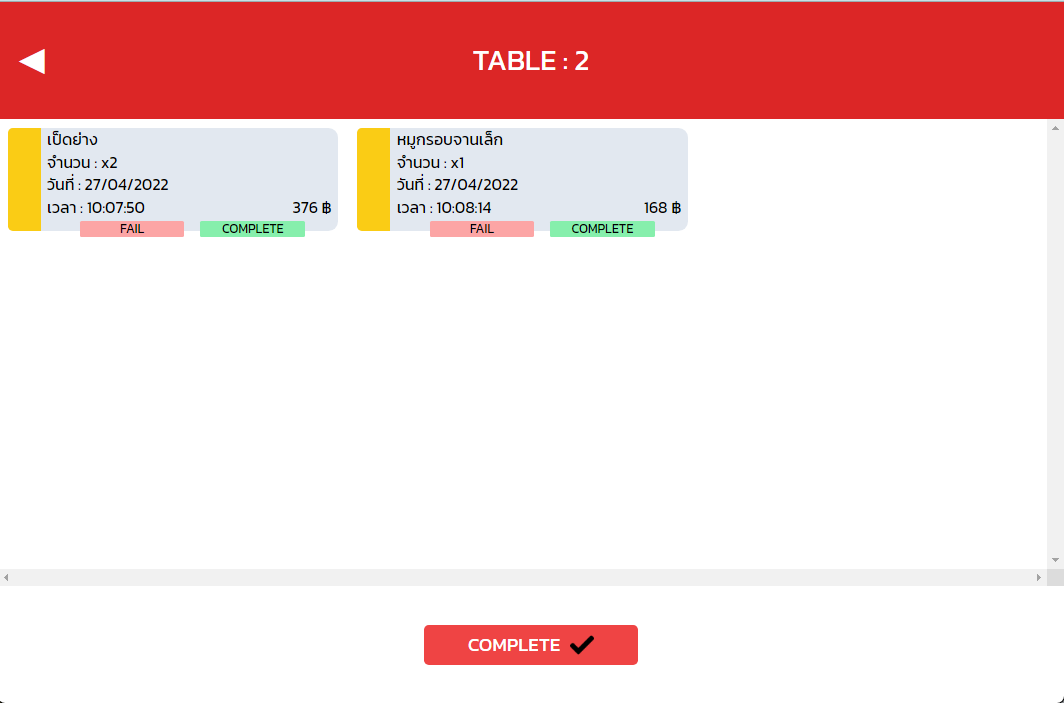 TABLE : 2
เป็ดย่าง
จำนวน : x2
วันที่ : 27/04/2022
เวลา : 10:07:50 376 ฿
FAIL COMPLETE
หมูกรอบจานเล็ก
จำนวน : x1
วันที่ : 27/04/2022
เวลา : 10:08:14 168 ฿
FAIL COMPLETE
COMPLETE